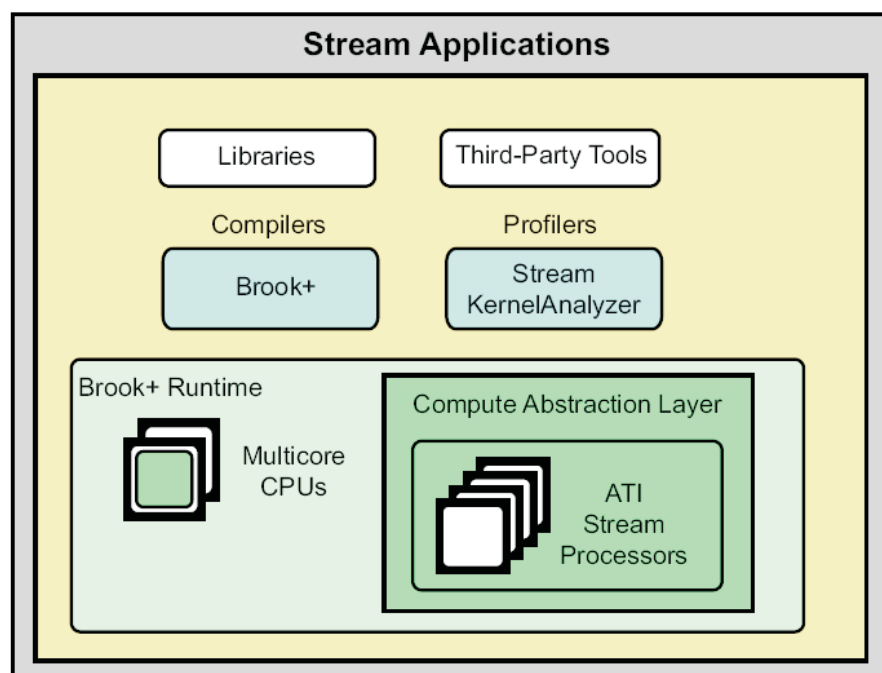 Stream Applications
Libraries
Third-Party Tools
Compilers
Profilers
Brook+
Stream
KernelAnalyzer
Brook+ Runtime
Multicore
CPUs
Compute Abstraction Layer
ATI
Stream
Processors